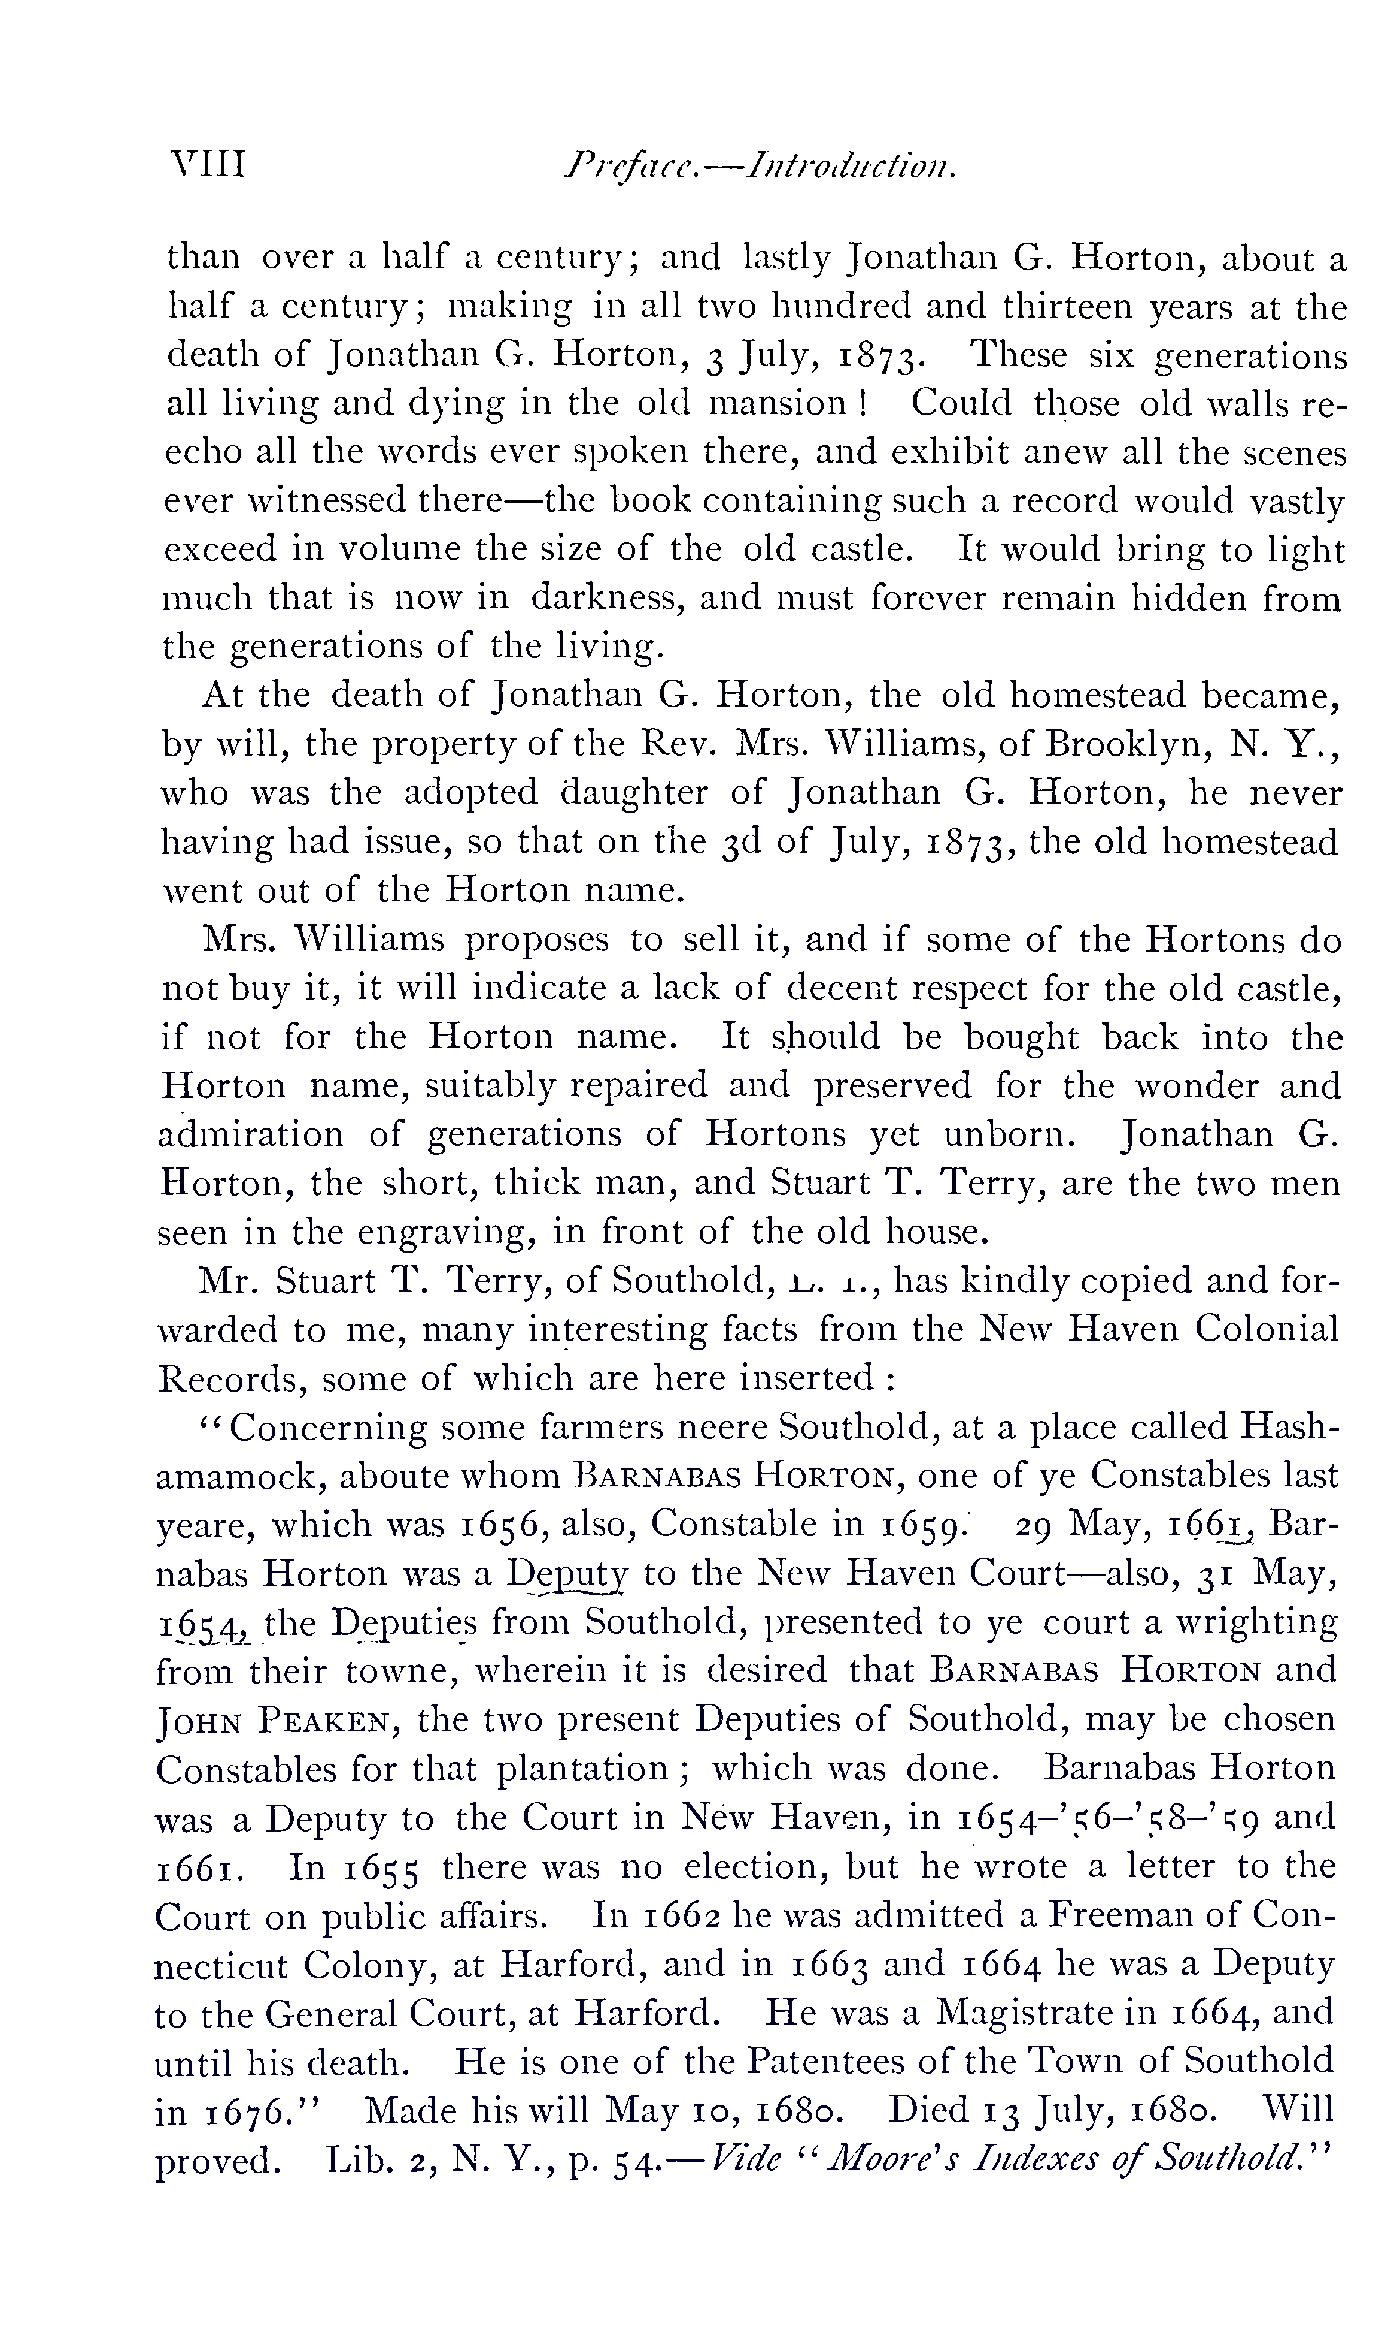 VIII Preface.—Introduction.
than over a half a century; and lastly Jonathan G. Horton, about a
half a century; making in all two hundred and thirteen years at the
death of Jonathan G. Horton, 3 July, 1873. These six generations
all living and dying in the old mansion! Could those old walls re-
echo all the words ever spoken there, and exhibit anew all the scenes
ever witnessed there—the book containing such a record would vastly
exceed in volume the size of the old castle. It would bring to light
much that is now in darkness, and must forever remain hidden from
the generations of the living.
At the death of Jonathan G. Horton, the old homestead became,
by will, the property of the Rev. Mrs. Williams, of Brooklyn, N. Y.,
who was the adopted daughter of Jonathan G. Horton, he never
having had issue, so that on the 3d of July, 1873, the old homestead
went out of the Horton name.
Mrs. Williams proposes to sell it, and if some of the Hortons do
not buy it, it will indicate a lack of decent respect for the old castle,
if not for the Horton name. It should be bought back into the
Horton name, suitably repaired and preserved for the wonder and
admiration of generations of Hortons yet unborn. Jonathan G.
Horton, the short, thick man, and Stuart T. Terry, are the two men
seen in the engraving, in front of the old house.
Mr. Stuart T. Terry, of Southold, L. I., has kindly copied and for-
warded to me, many interesting facts from the New Haven Colonial
Records, some of which are here inserted :
“Concerning some farmers neere Southold, at a place called Hash-
amamock, aboute whom BARNABAS HORTON, one of ye Constables last
yeare, which was 1656, also, Constable in 1659. 29 May, 1661, Bar-
nabas Horton was a Deputy to the New Haven Court—also, 31 May,
1654, the Deputies from Southold, presented to ye court a wrighting
from their towne, wherein it is desired that BARNABAS HORTON and
JOHN PEAKEN, the two present Deputies of Southold, may be chosen
Constables for that plantation ; which was done. Barnabas Horton
was a Deputy to the Court in New Haven, in 1654–’56–’58–’59 and
1661. In 1655 there was no election, but he wrote a letter to the
Court on public affairs. In 1662 he was admitted a Freeman of Con-
necticut Colony, at Harford, and in 1663 and 1664 he was a Deputy
to the General Court, at Harford. He was a Magistrate in 1664, and
until his death. He is one of the Patentees of the Town of Southold
in 1676.” Made his will May 10, 1680. Died 13 July, 1680. Will
proved. Lib. 2, N. Y., p. 54.—Vide “Moore’s Indexes of Southold.”